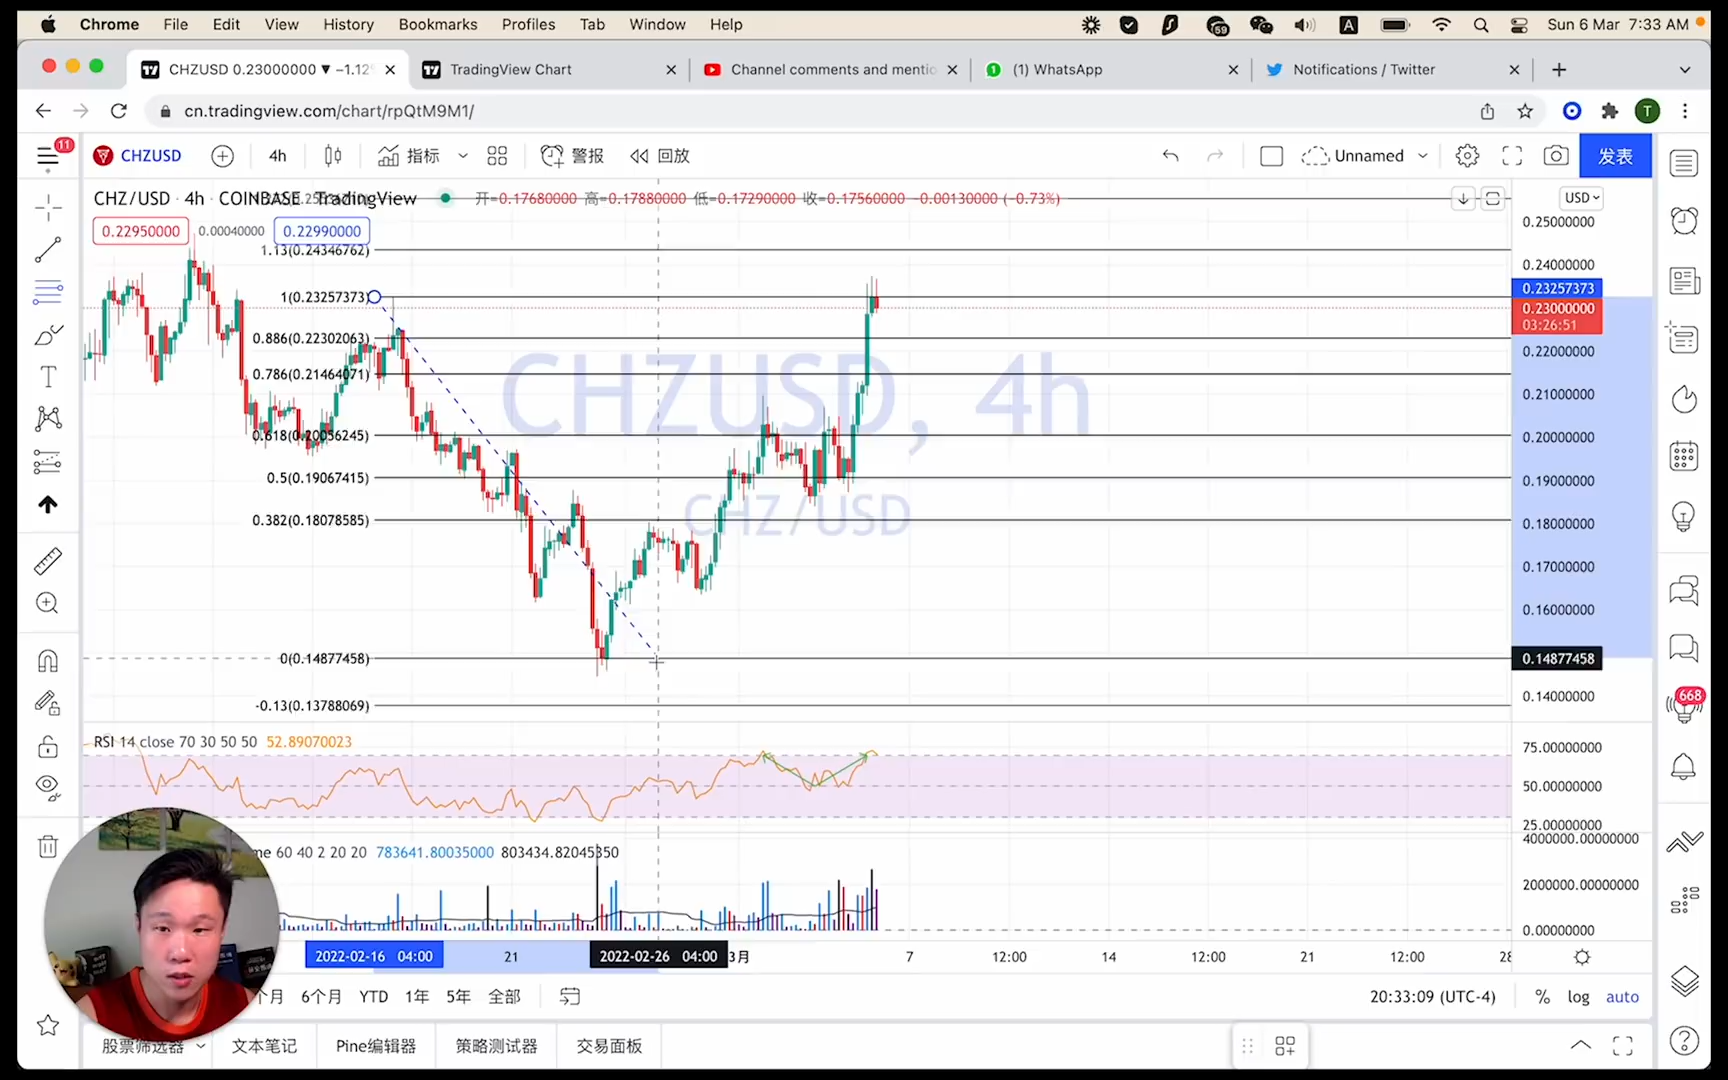 Chrome File Edit View History Bookmarks Profiles Tab Window Help
69 A Sun 6 Mar 7:33 AM
CHZUSD 0.23000000 ▼ −1.12%
TradingView Chart
Channel comments and mentio
(1) WhatsApp
Notifications / Twitter
cn.tradingview.com/chart/rpQtM9M1/
T
11
CHZUSD 4h 指标 警报 回放 Unnamed 发表
CHZ/USD · 4h · COINBASE · TradingView 开=0.17680000 高=0.17880000 低=0.17290000 收=0.17560000 −0.00130000 (−0.73%)
USD
0.22950000 0.00040000 0.22990000
1.13(0.24346762)
1(0.23257373)
0.886(0.22302063)
0.786(0.21464071)
0.618(0.20056245)
0.5(0.19067415)
0.382(0.18078585)
0(0.14877458)
-0.13(0.13788069)
CHZUSD, 4h
CHZ/USD
0.25000000
0.24000000
0.23257373
0.23000000
03:26:51
0.22000000
0.21000000
0.20000000
0.19000000
0.18000000
0.17000000
0.16000000
0.14877458
0.14000000
668
RSI 14 close 70 30 50 50 52.89070023
75.00000000
50.00000000
25.00000000
me 60 40 2 20 20 783641.80035000 803434.82045350
4000000.00000000
2000000.00000000
0.00000000
2022-02-16 04:00 21 2022-02-26 04:00 3月 7 12:00 14 12:00 21 12:00 28
个月 6个月 YTD 1年 5年 全部
20:33:09 (UTC-4) % log auto
股票筛选器 文本笔记 Pine编辑器 策略测试器 交易面板